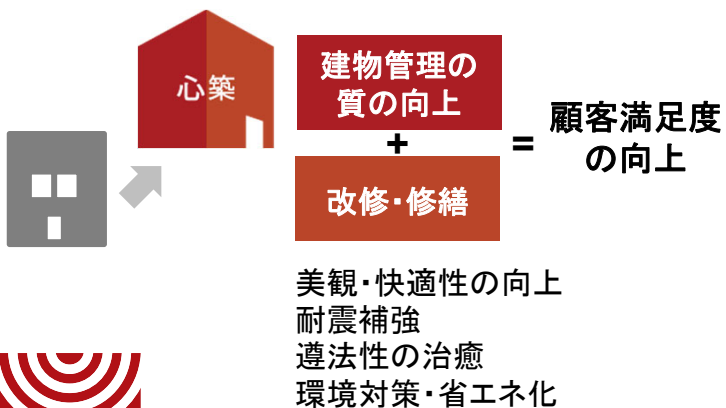 心築
建物管理の
質の向上
+
改修・修繕
=
顧客満足度
の向上
美観・快適性の向上
耐震補強
遵法性の治癒
環境対策・省エネ化